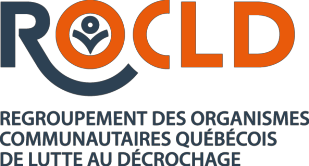 ROCLD
REGROUPEMENT DES ORGANISMES
COMMUNAUTAIRES QUÉBÉCOIS
DE LUTTE AU DÉCROCHAGE